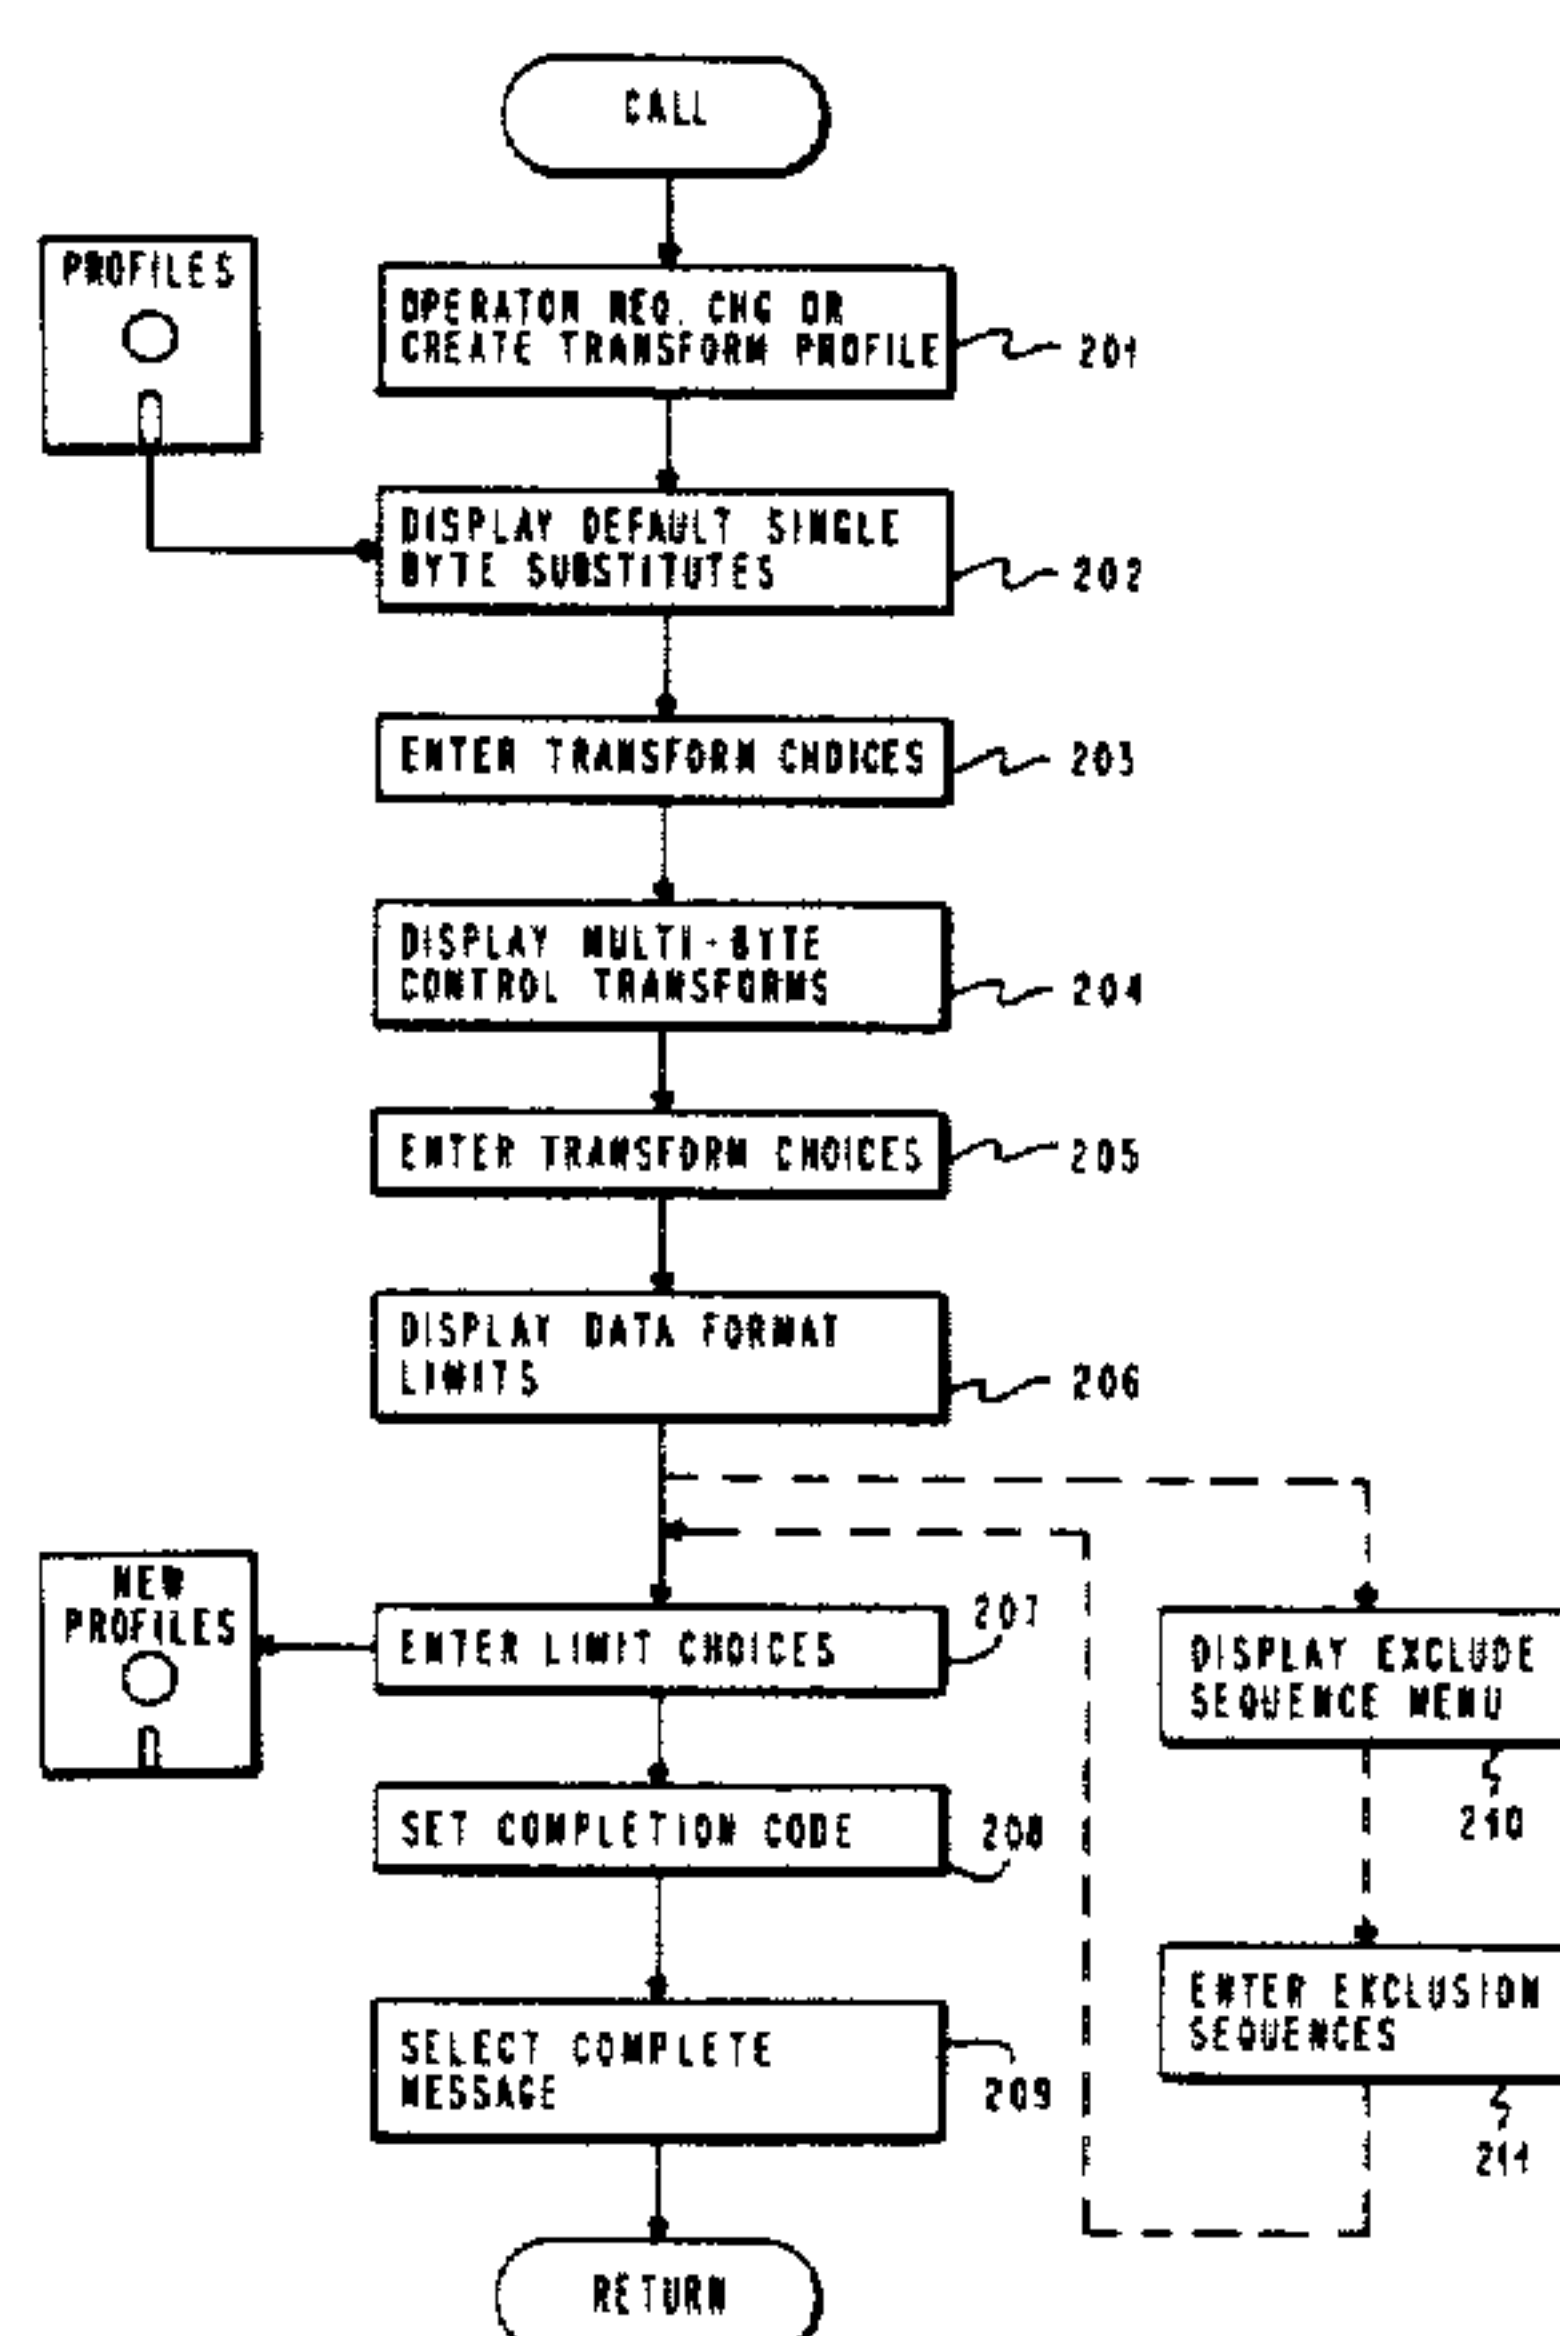 CALL
PROFILES
OPERATOR REQ. CHG OR
CREATE TRANSFORM PROFILE
201
DISPLAY DEFAULT SINGLE
BYTE SUBSTITUTES
202
ENTER TRANSFORM CHOICES
203
DISPLAY MULTI-BYTE
CONTROL TRANSFORMS
204
ENTER TRANSFORM CHOICES
205
DISPLAY DATA FORMAT
LIMITS
206
NEW
PROFILES
ENTER LIMIT CHOICES
207
DISPLAY EXCLUDE
SEQUENCE MENU
210
SET COMPLETION CODE
208
ENTER EXCLUSION
SEQUENCES
211
SELECT COMPLETE
MESSAGE
209
RETURN